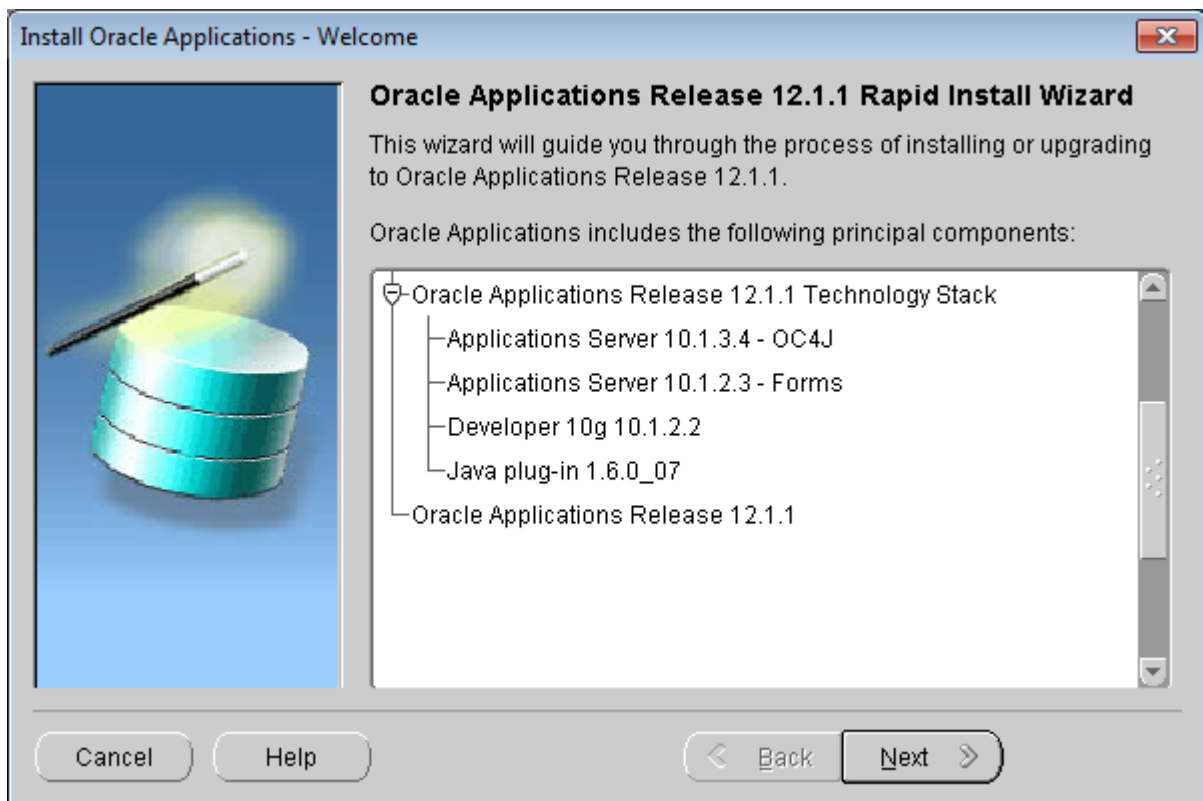 Install Oracle Applications - Welcome
Oracle Applications Release 12.1.1 Rapid Install Wizard
This wizard will guide you through the process of installing or upgrading
to Oracle Applications Release 12.1.1.
Oracle Applications includes the following principal components:
Oracle Applications Release 12.1.1 Technology Stack
Applications Server 10.1.3.4 - OC4J
Applications Server 10.1.2.3 - Forms
Developer 10g 10.1.2.2
Java plug-in 1.6.0_07
Oracle Applications Release 12.1.1
Cancel
Help
Back
Next